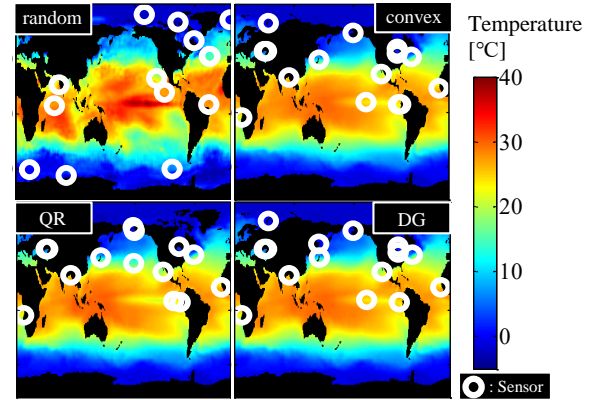 random
convex
Temperature
[°C]
40
30
20
10
0
QR
DG
: Sensor